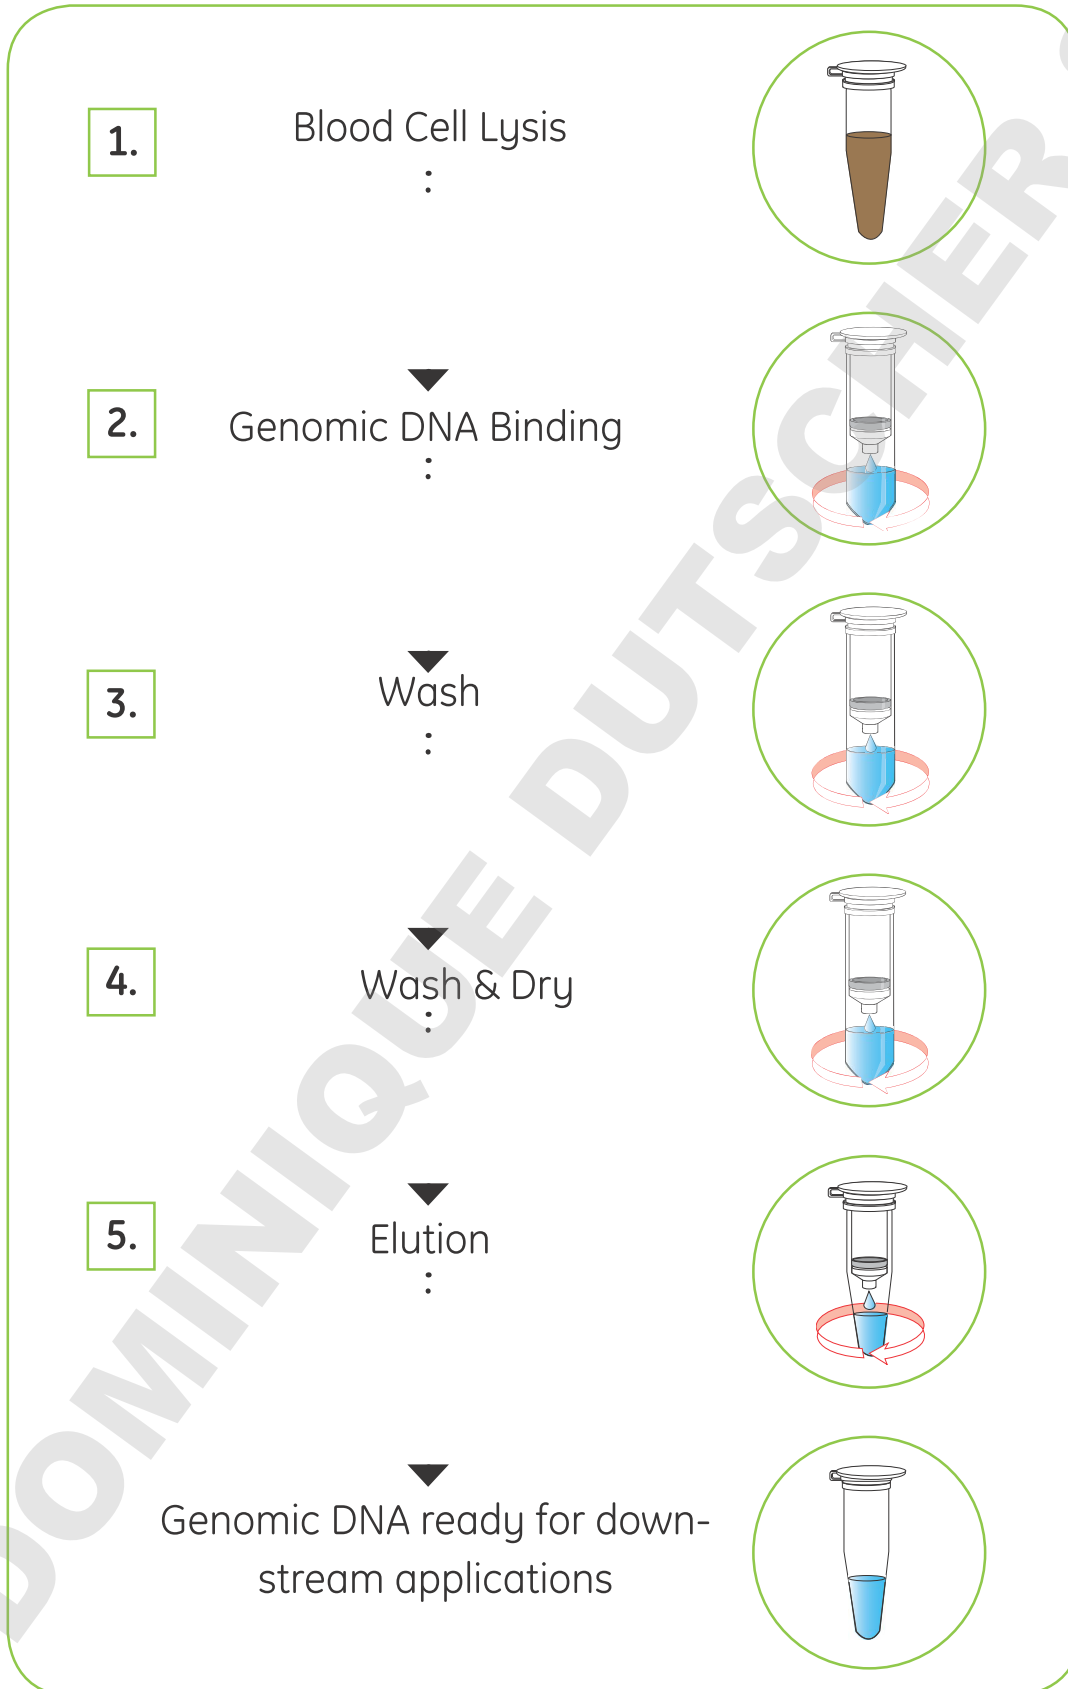 1.
Blood Cell Lysis
:
2.
Genomic DNA Binding
:
3.
Wash
:
4.
Wash & Dry
:
5.
Elution
:
Genomic DNA ready for down-
stream applications
DOMINIQUE DUTSCHER